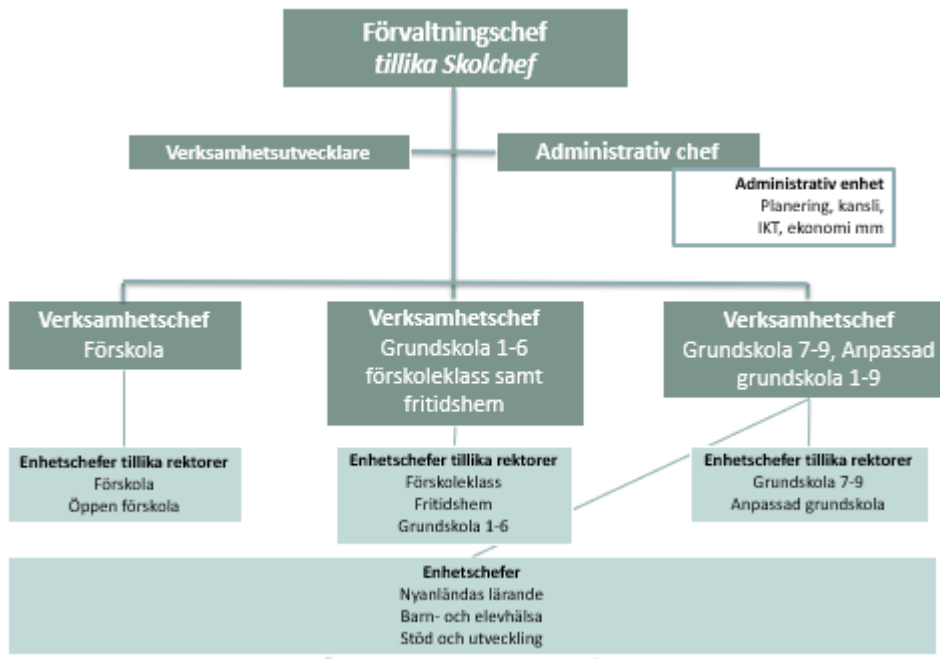 Förvaltningschef
tillika Skolchef
Verksamhetsutvecklare
Administrativ chef
Administrativ enhet
Planering, kansli,
IKT, ekonomi mm
Verksamhetschef
Förskola
Verksamhetschef
Grundskola 1-6
förskoleklass samt
fritidshem
Verksamhetschef
Grundskola 7-9, Anpassad
grundskola 1-9
Enhetschefer tillika rektorer
Förskola
Öppen förskola
Enhetschefer tillika rektorer
Förskoleklass
Fritidshem
Grundskola 1-6
Enhetschefer tillika rektorer
Grundskola 7-9
Anpassad grundskola
Enhetschefer
Nyanländas lärande
Barn- och elevhälsa
Stöd och utveckling